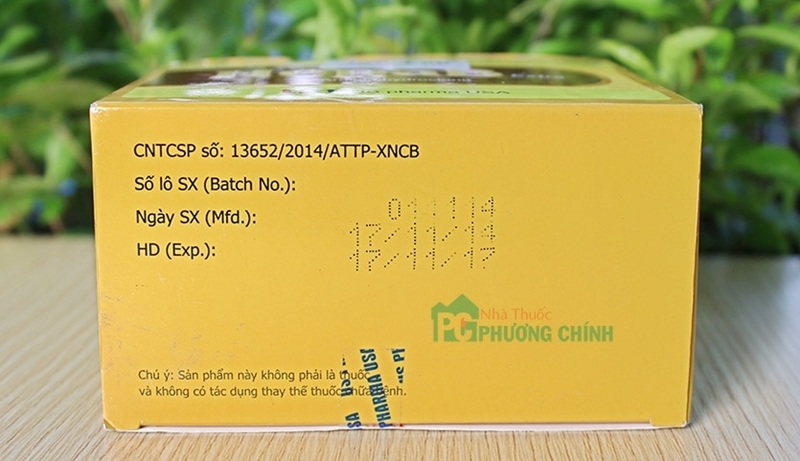 pharma USA
CNTCSP số: 13652/2014/ATTP-XNCB
Số lô SX (Batch No.):
011114
Ngày SX (Mfd.):
17/11/14
HD (Exp.):
17/11/17
PC Nhà Thuốc
PHƯƠNG CHÍNH
Chú ý: Sản phẩm này không phải là thuốc
và không có tác dụng thay thế thuốc chữa bệnh.
PHARMA USA